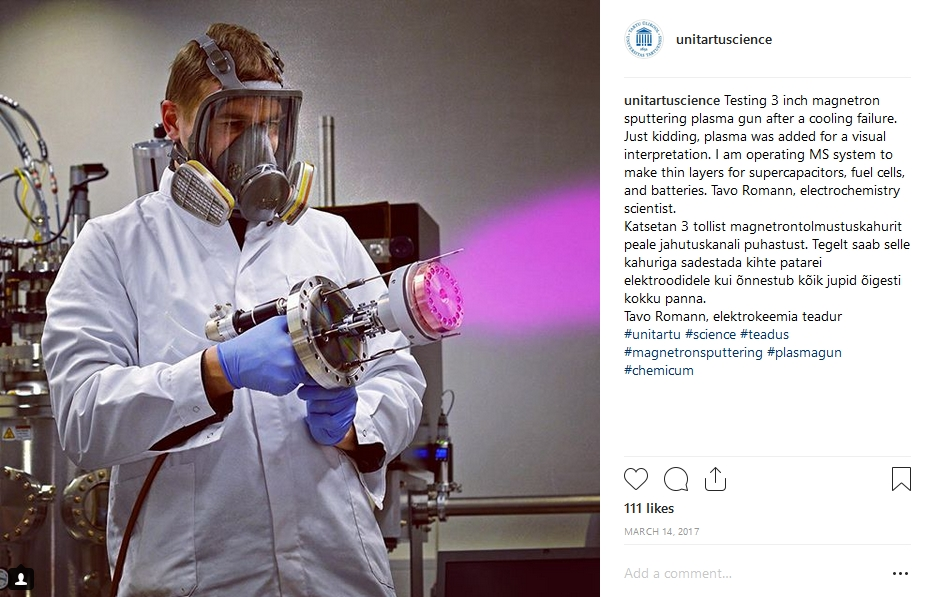 unitartuscience
unitartuscience Testing 3 inch magnetron
sputtering plasma gun after a cooling failure.
Just kidding, plasma was added for a visual
interpretation. I am operating MS system to
make thin layers for supercapacitors, fuel cells,
and batteries. Tavo Romann, electrochemistry
scientist.
Katsetan 3 tollist magnetrontolmustuskahurit
peale jahutuskanali puhastust. Tegelt saab selle
kahuriga sadestada kihte patarei
elektroodidele kui õnnestub kõik jupid õigesti
kokku panna.
Tavo Romann, elektrokeemia teadur
#unitartu #science #teadus
#magnetronsputtering #plasmagun
#chemicum
111 likes
MARCH 14, 2017
Add a comment...